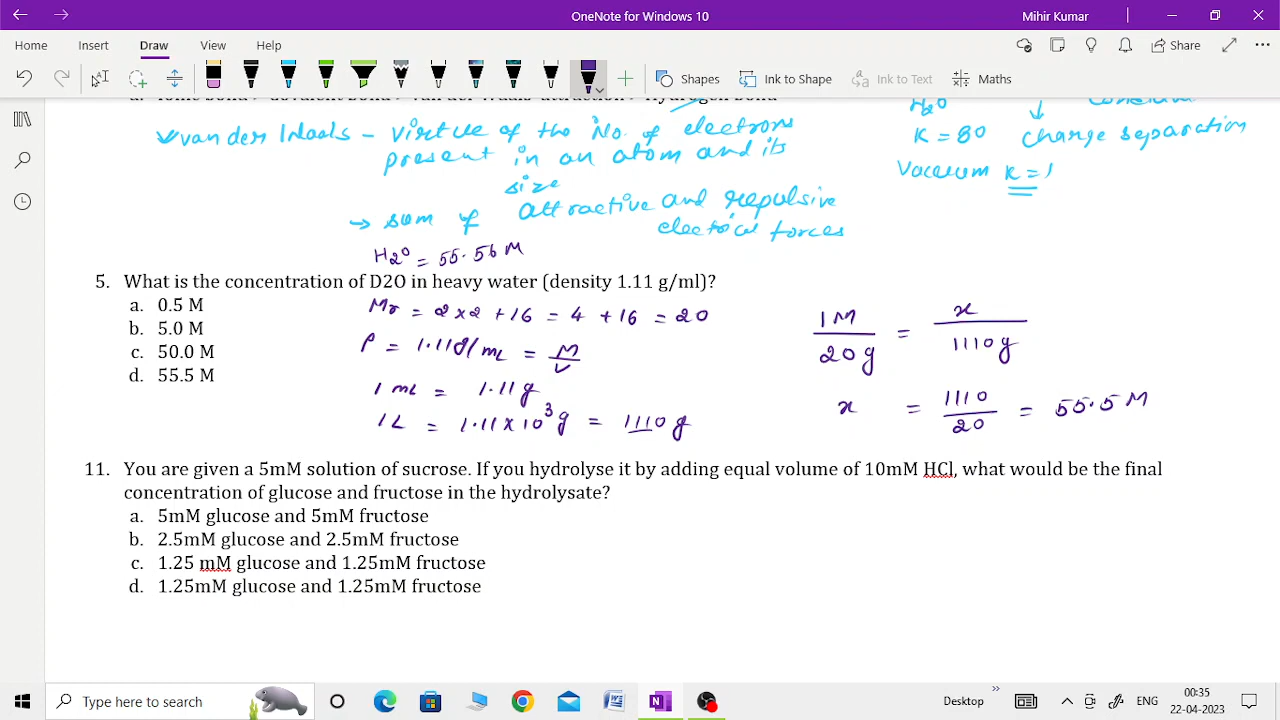 OneNote for Windows 10
Mihir Kumar
Home Insert Draw View Help
Share
Shapes Ink to Shape Ink to Text Maths
H2O
K = 80
Vaccum K = 1
↓
charge separation
van der Waals – virtue of the No. of electrons
present in an atom and its
size
→ sum of attractive and repulsive
electrical forces
H2O = 55.56 M
5. What is the concentration of D2O in heavy water (density 1.11 g/ml)?
a. 0.5 M
b. 5.0 M
c. 50.0 M
d. 55.5 M
Mr = 2 x 2 + 16 = 4 + 16 = 20
ρ = 1.11 g/mL = M/V
1 mL = 1.11 g
1 L = 1.11 x 10³ g = 1110 g
1M/20g = x/1110g
x = 1110/20 = 55.5 M
11. You are given a 5mM solution of sucrose. If you hydrolyse it by adding equal volume of 10mM HCl, what would be the final
concentration of glucose and fructose in the hydrolysate?
a. 5mM glucose and 5mM fructose
b. 2.5mM glucose and 2.5mM fructose
c. 1.25 mM glucose and 1.25mM fructose
d. 1.25mM glucose and 1.25mM fructose
Type here to search
Desktop
ENG
00:35
22-04-2023